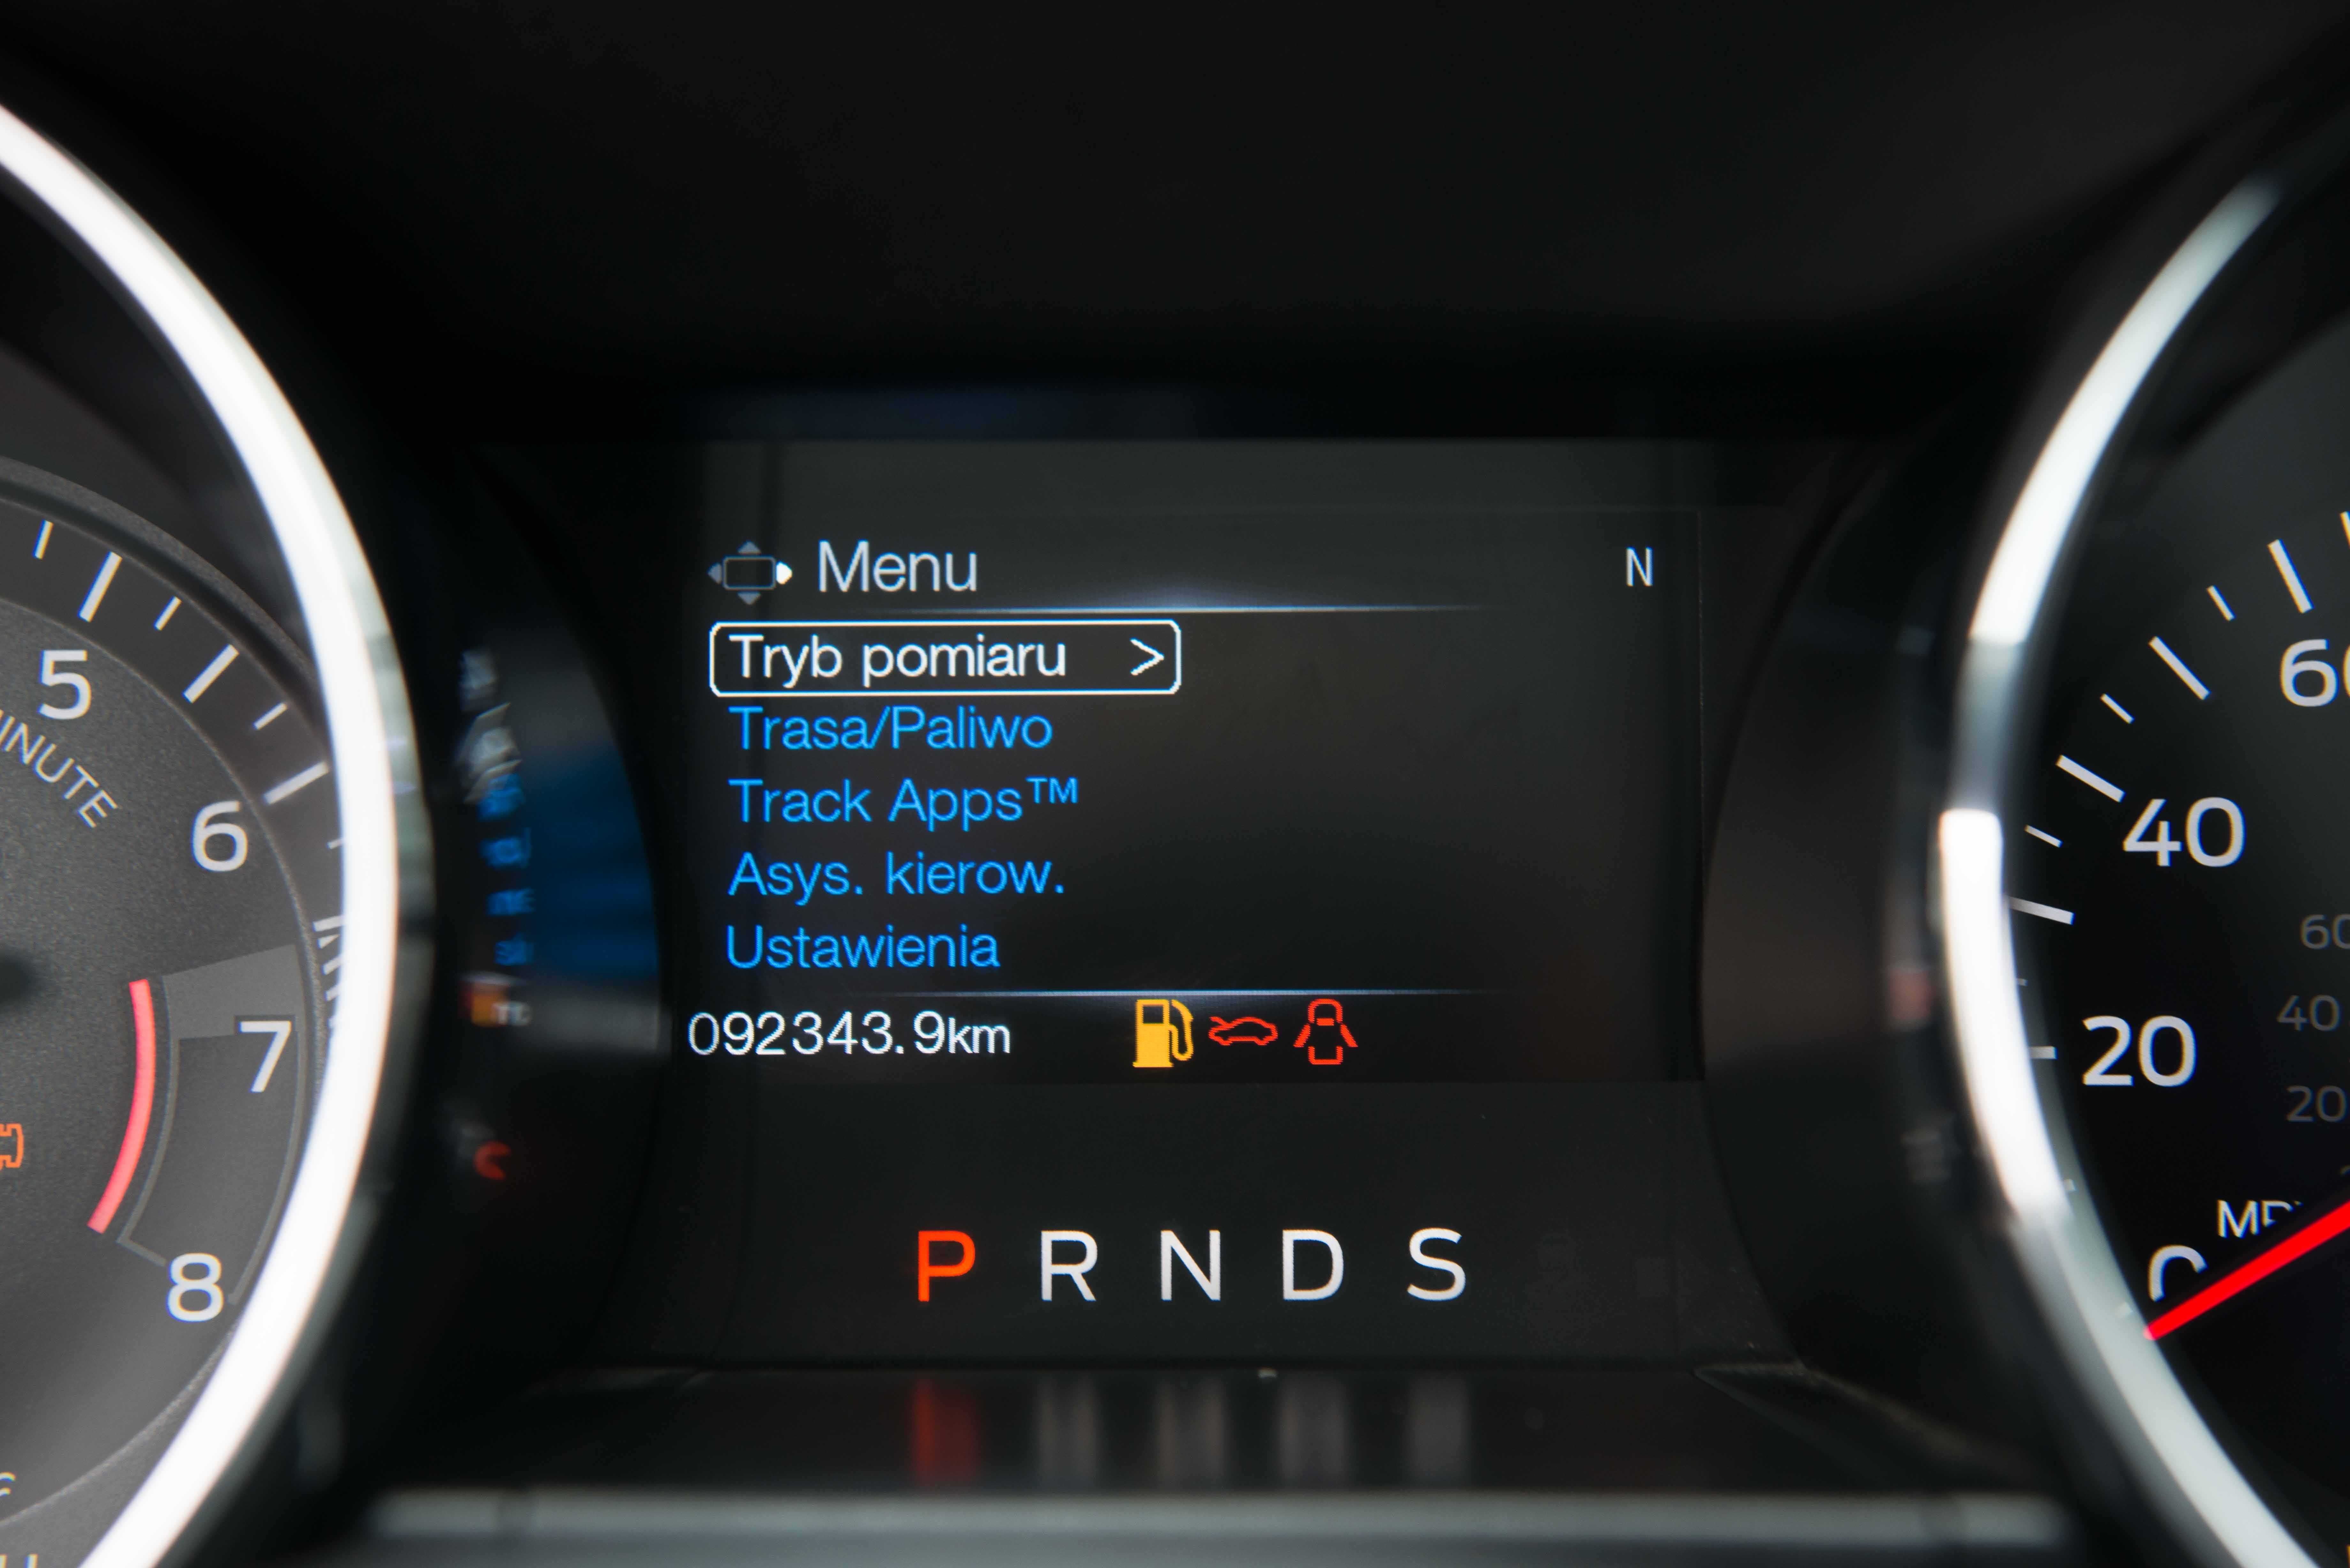 Menu N
Tryb pomiaru >
Trasa/Paliwo
Track Apps™
Asys. kierow.
Ustawienia
092343.9km
P R N D S
5
6
7
8
60
40
20
0
60
40
20